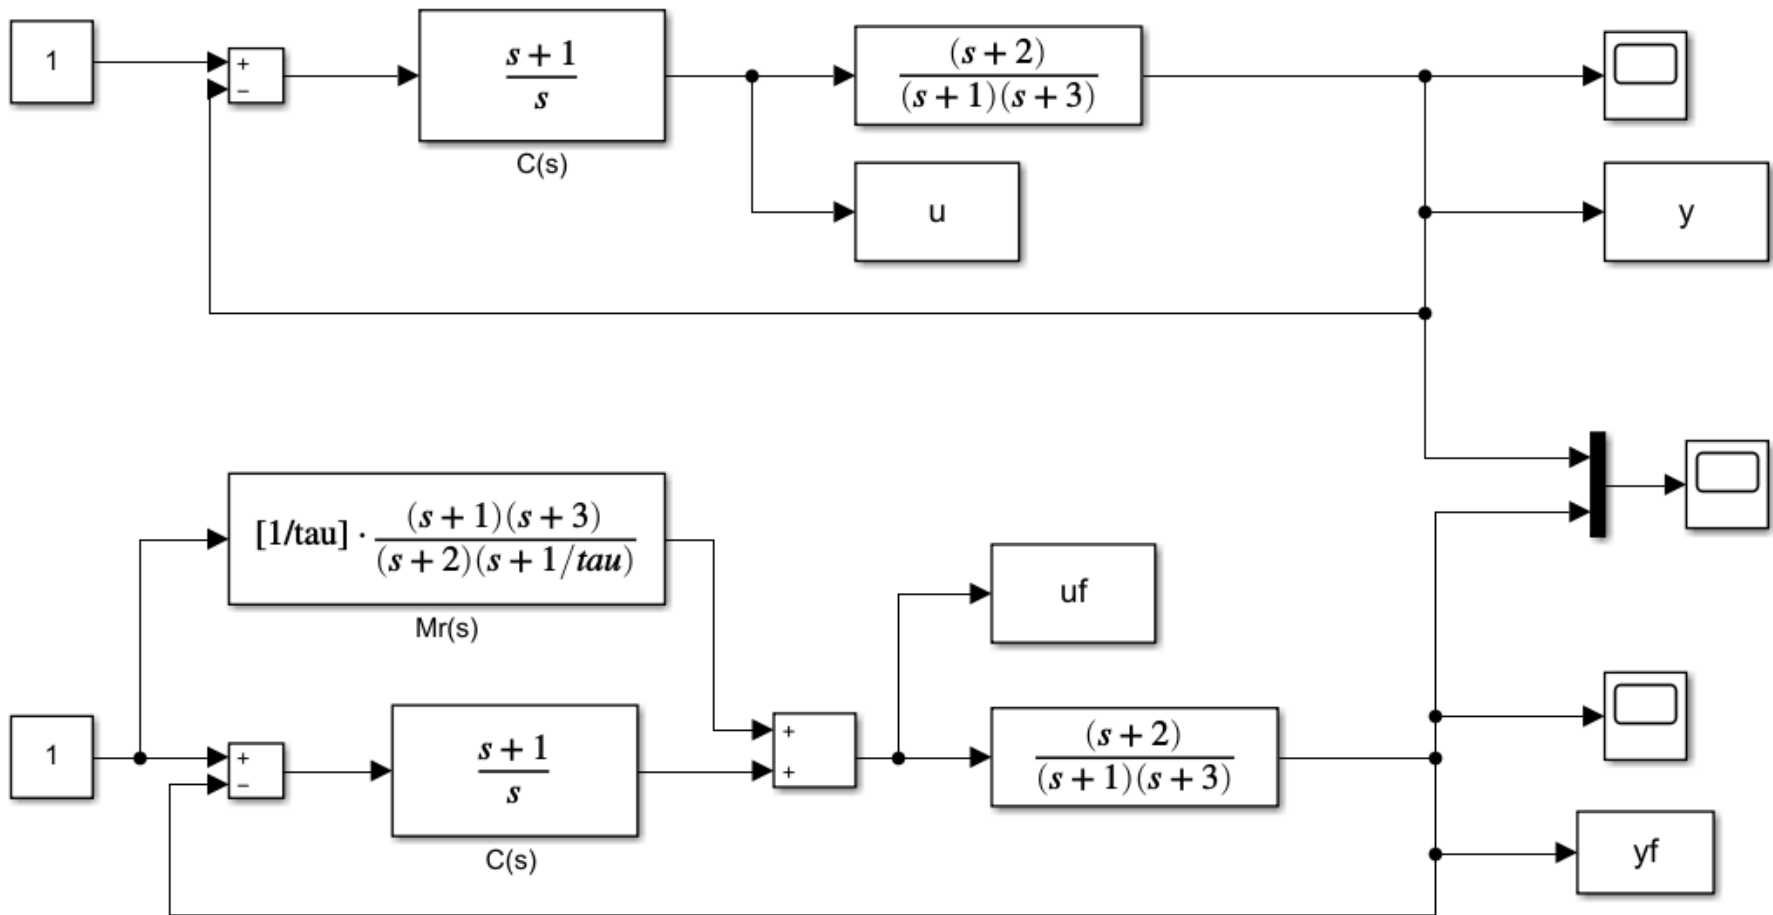 1
+
−
s + 1
s
C(s)
(s + 2)
(s + 1)(s + 3)
u
y
[1/tau] · (s + 1)(s + 3)
(s + 2)(s + 1/tau)
Mr(s)
uf
1
+
−
s + 1
s
C(s)
+
+
(s + 2)
(s + 1)(s + 3)
yf